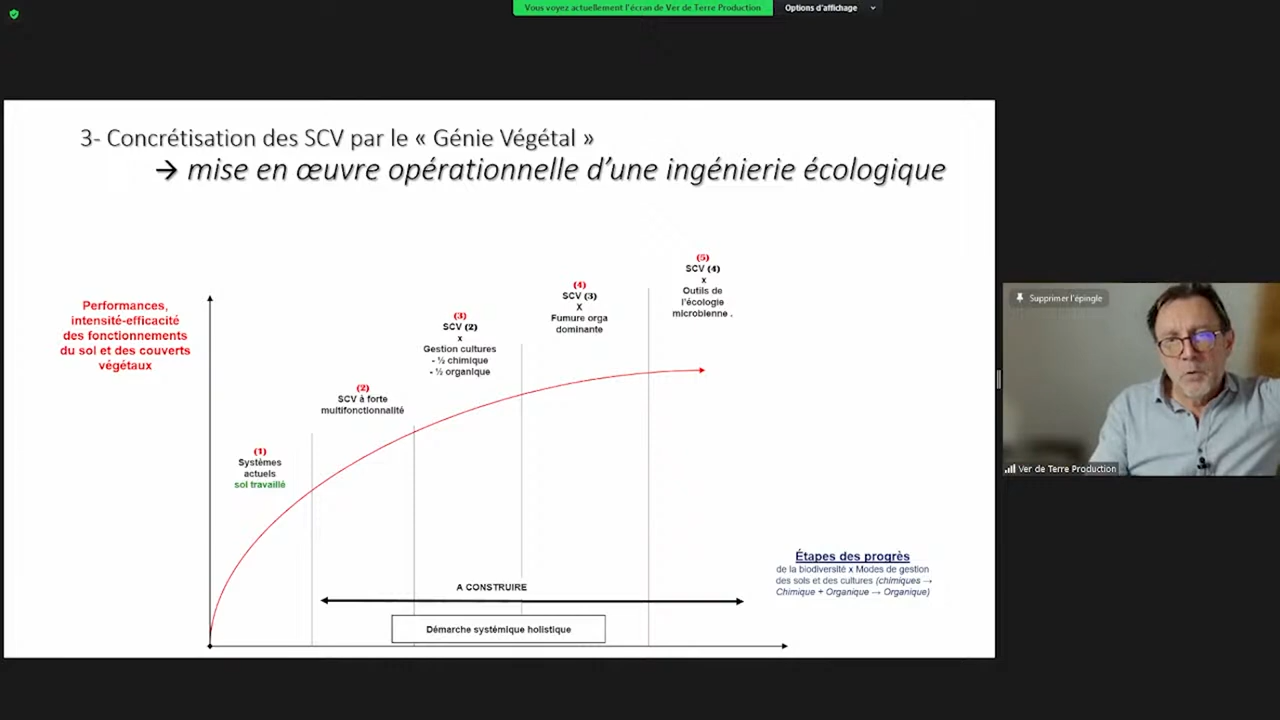 Vous voyez actuellement l'écran de Ver de Terre Production
Options d'affichage
3- Concrétisation des SCV par le « Génie Végétal »
→ mise en œuvre opérationnelle d'une ingénierie écologique
Performances,
intensité-efficacité
des fonctionnements
du sol et des couverts
végétaux
(1)
Systèmes
actuels
sol travaillé
(2)
SCV à forte
multifonctionnalité
(3)
SCV (2)
x
Gestion cultures
- ½ chimique
- ½ organique
(4)
SCV (3)
X
Fumure orga
dominante
(5)
SCV (4)
x
Outils de
l'écologie
microbienne .
A CONSTRUIRE
Démarche systémique holistique
Étapes des progrès
de la biodiversité x Modes de gestion
des sols et des cultures (chimiques →
Chimique + Organique → Organique)
Supprimer l'épingle
Ver de Terre Production